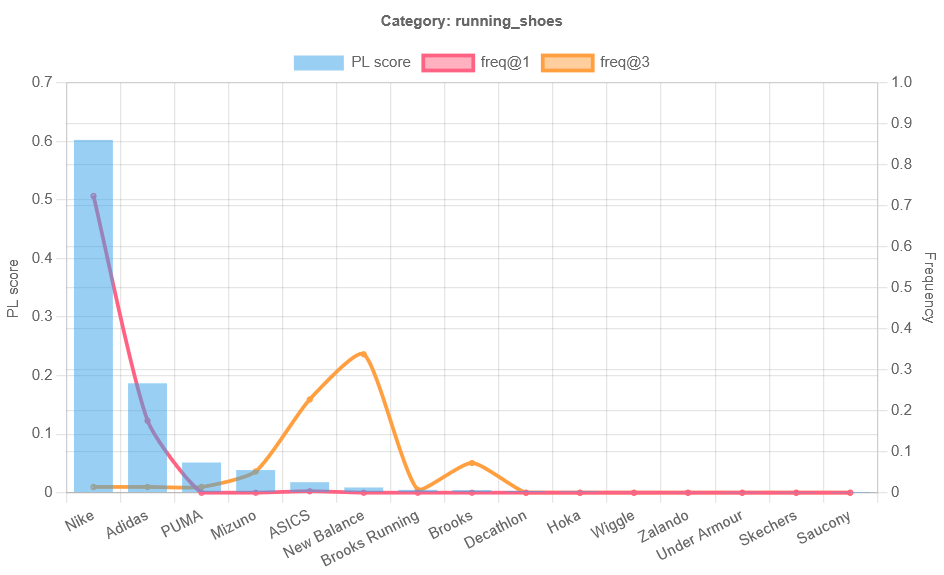 Category: running_shoes
PL score freq@1 freq@3
0.7 1.0
0.9
0.6 0.8
0.5 0.7
0.6
0.4
0.5
0.3 0.4
0.2 0.3
0.2
0.1 0.1
0 0
PL score
Frequency
Nike Adidas PUMA Mizuno ASICS New Balance Brooks Running Brooks Decathlon Hoka Wiggle Zalando Under Armour Skechers Saucony